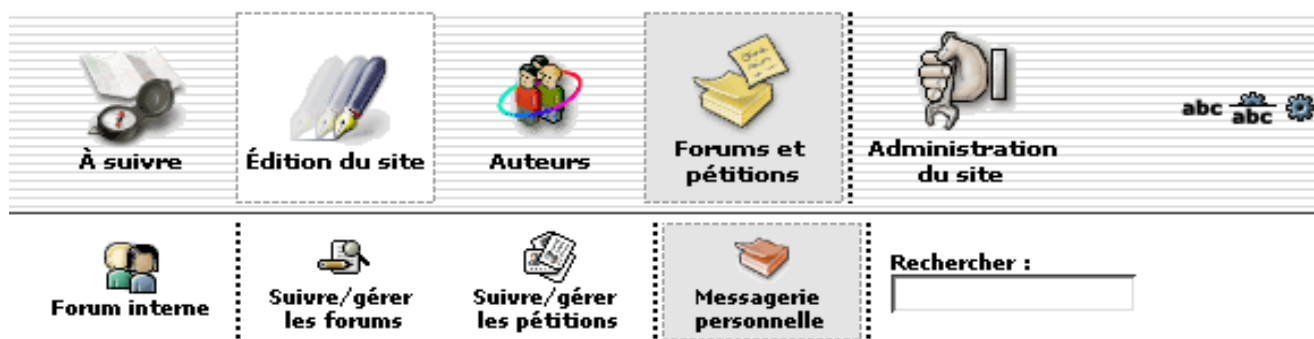 À suivre
Édition du site
Auteurs
Forums et
pétitions
Administration
du site
abc
abc
Forum interne
Suivre/gérer
les forums
Suivre/gérer
les pétitions
Messagerie
personnelle
Rechercher :